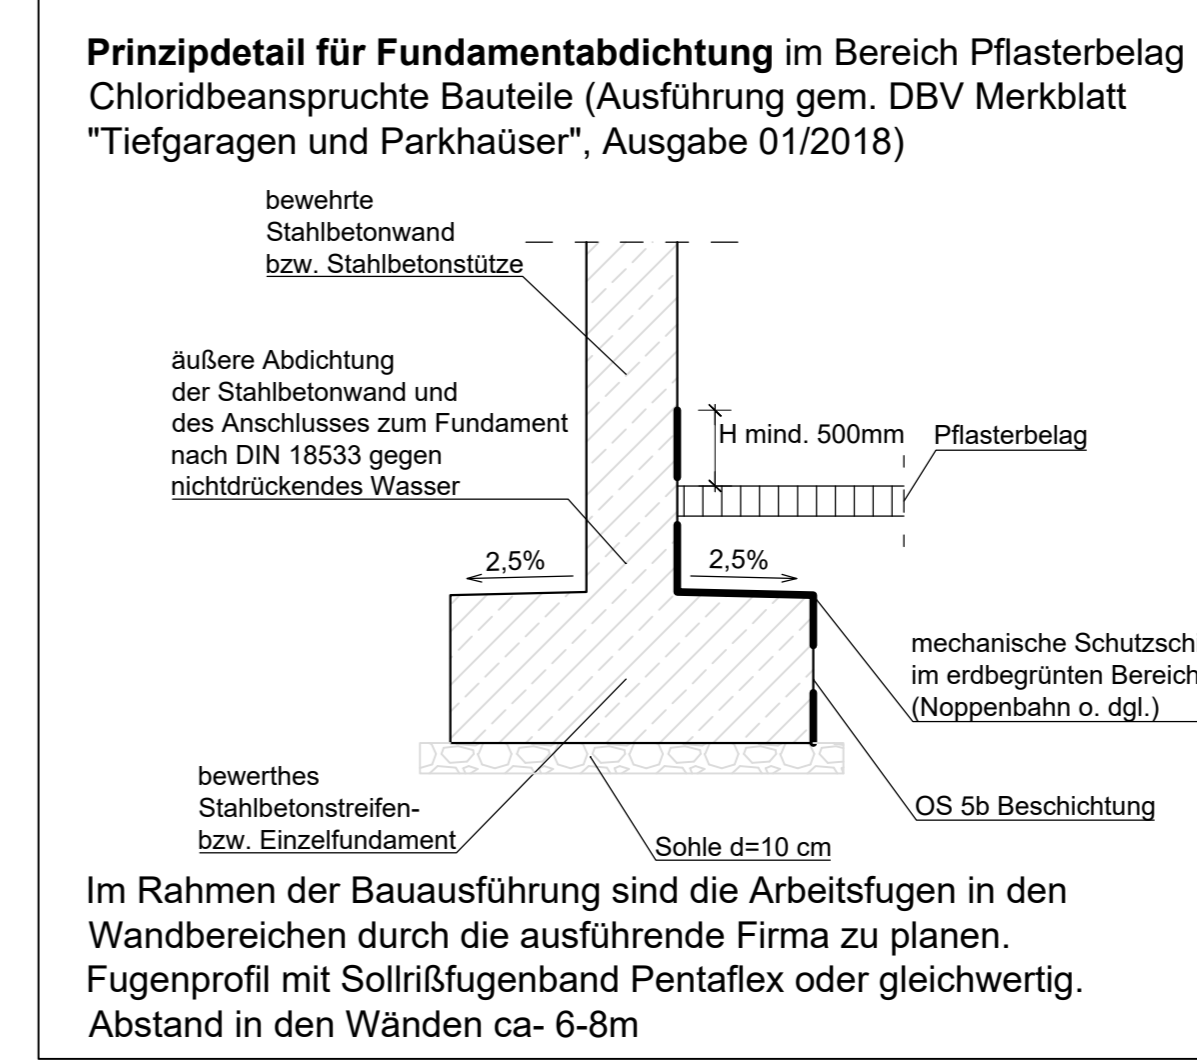 Prinzipdetail für Fundamentabdichtung im Bereich Pflasterbelag
Chloridbeanspruchte Bauteile (Ausführung gem. DBV Merkblatt
"Tiefgaragen und Parkhaüser", Ausgabe 01/2018)
bewehrte
Stahlbetonwand
bzw. Stahlbetonstütze
äußere Abdichtung
der Stahlbetonwand und
des Anschlusses zum Fundament
nach DIN 18533 gegen
nichtdrückendes Wasser
H mind. 500mm
Pflasterbelag
2,5%
2,5%
mechanische
im erdbegrünten Bereich
(Noppenbahn o. dgl.)
bewerthes
Stahlbetonstreifen-
bzw. Einzelfundament
OS 5b Beschichtung
Sohle d=10 cm
Im Rahmen der Bauausführung sind die Arbeitsfugen in den
Wandbereichen durch die ausführende Firma zu planen.
Fugenprofil mit Sollrißfugenband Pentaflex oder gleichwertig.
Abstand in den Wänden ca- 6-8m